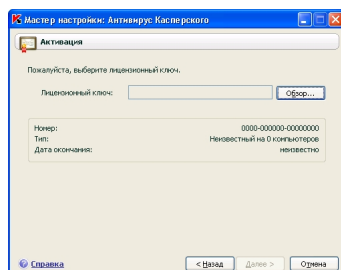 Мастер настройки: Антивирус Касперского
Активация
Пожалуйста, выберите лицензионный ключ.
Лицензионный ключ: Обзор...
Номер: 0000-000000-00000000
Тип: Неизвестный на 0 компьютеров
Дата окончания: неизвестно
Справка < Назад Далее > Отмена